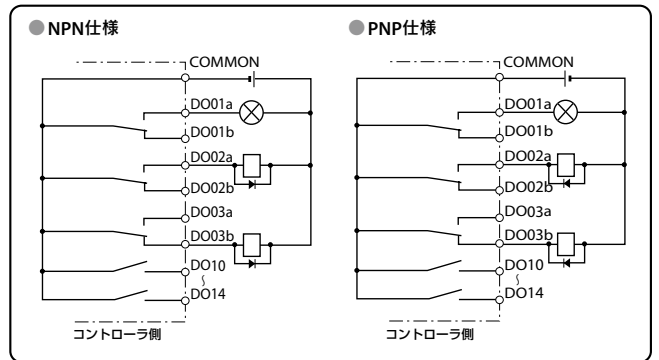 ●NPN仕様
COMMON
DO01a
DO01b
DO02a
DO02b
DO03a
DO03b
DO10
〜
DO14
コントローラ側
●PNP仕様
COMMON
DO01a
DO01b
DO02a
DO02b
DO03a
DO03b
DO10
〜
DO14
コントローラ側